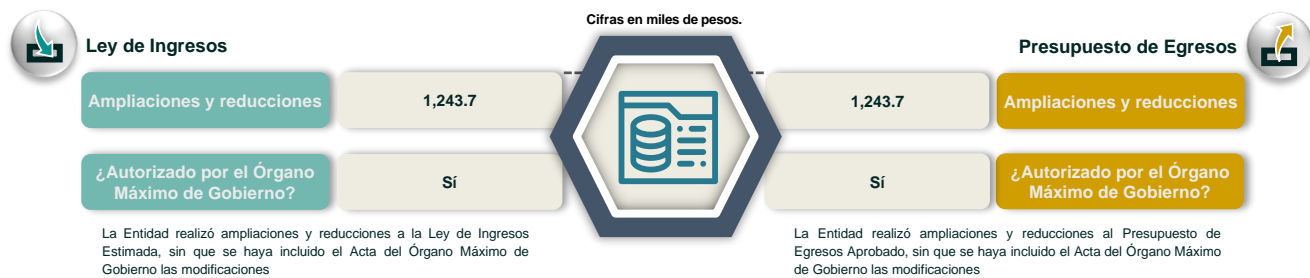 Cifras en miles de pesos.
Ley de Ingresos
Presupuesto de Egresos
Ampliaciones y reducciones
1,243.7
1,243.7
Ampliaciones y reducciones
¿Autorizado por el Órgano
Máximo de Gobierno?
Sí
Sí
¿Autorizado por el Órgano
Máximo de Gobierno?
La Entidad realizó ampliaciones y reducciones a la Ley de Ingresos
Estimada, sin que se haya incluido el Acta del Órgano Máximo de
Gobierno las modificaciones
La Entidad realizó ampliaciones y reducciones al Presupuesto de
Egresos Aprobado, sin que se haya incluido el Acta del Órgano Máximo
de Gobierno las modificaciones